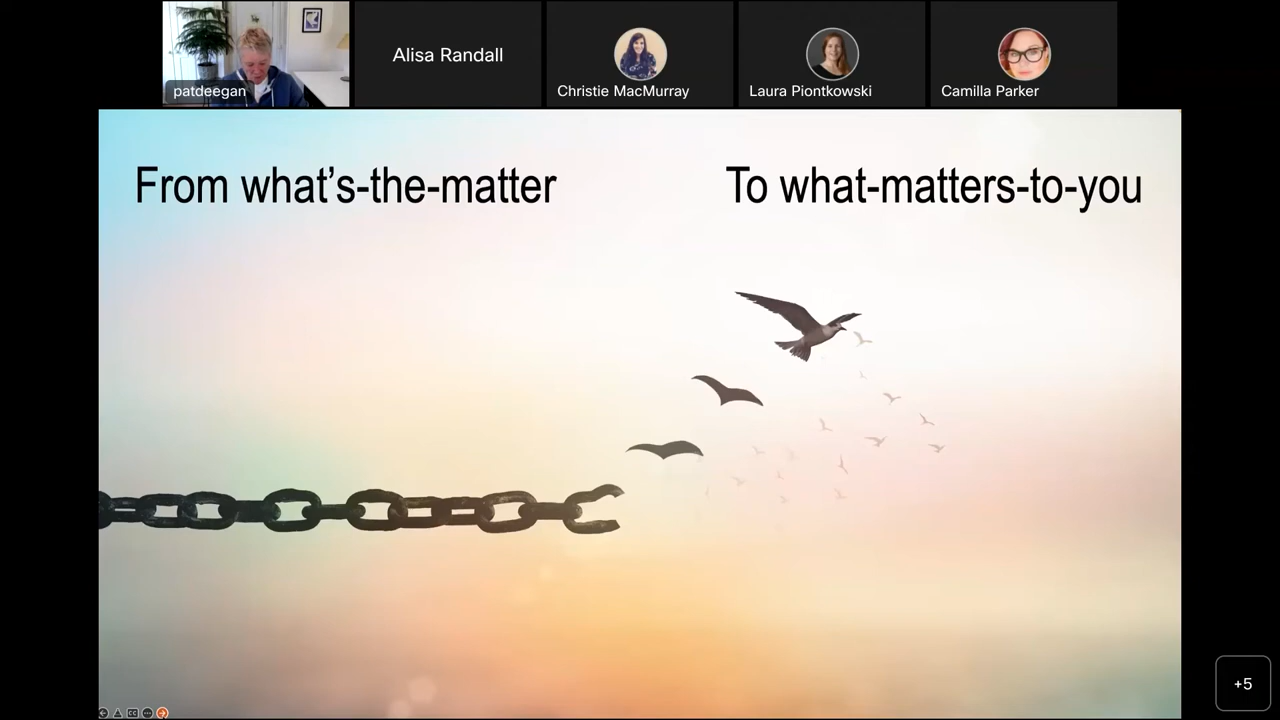 patdeegan
Alisa Randall
Christie MacMurray
Laura Piontkowski
Camilla Parker
From what’s-the-matter
To what-matters-to-you
CC
+5